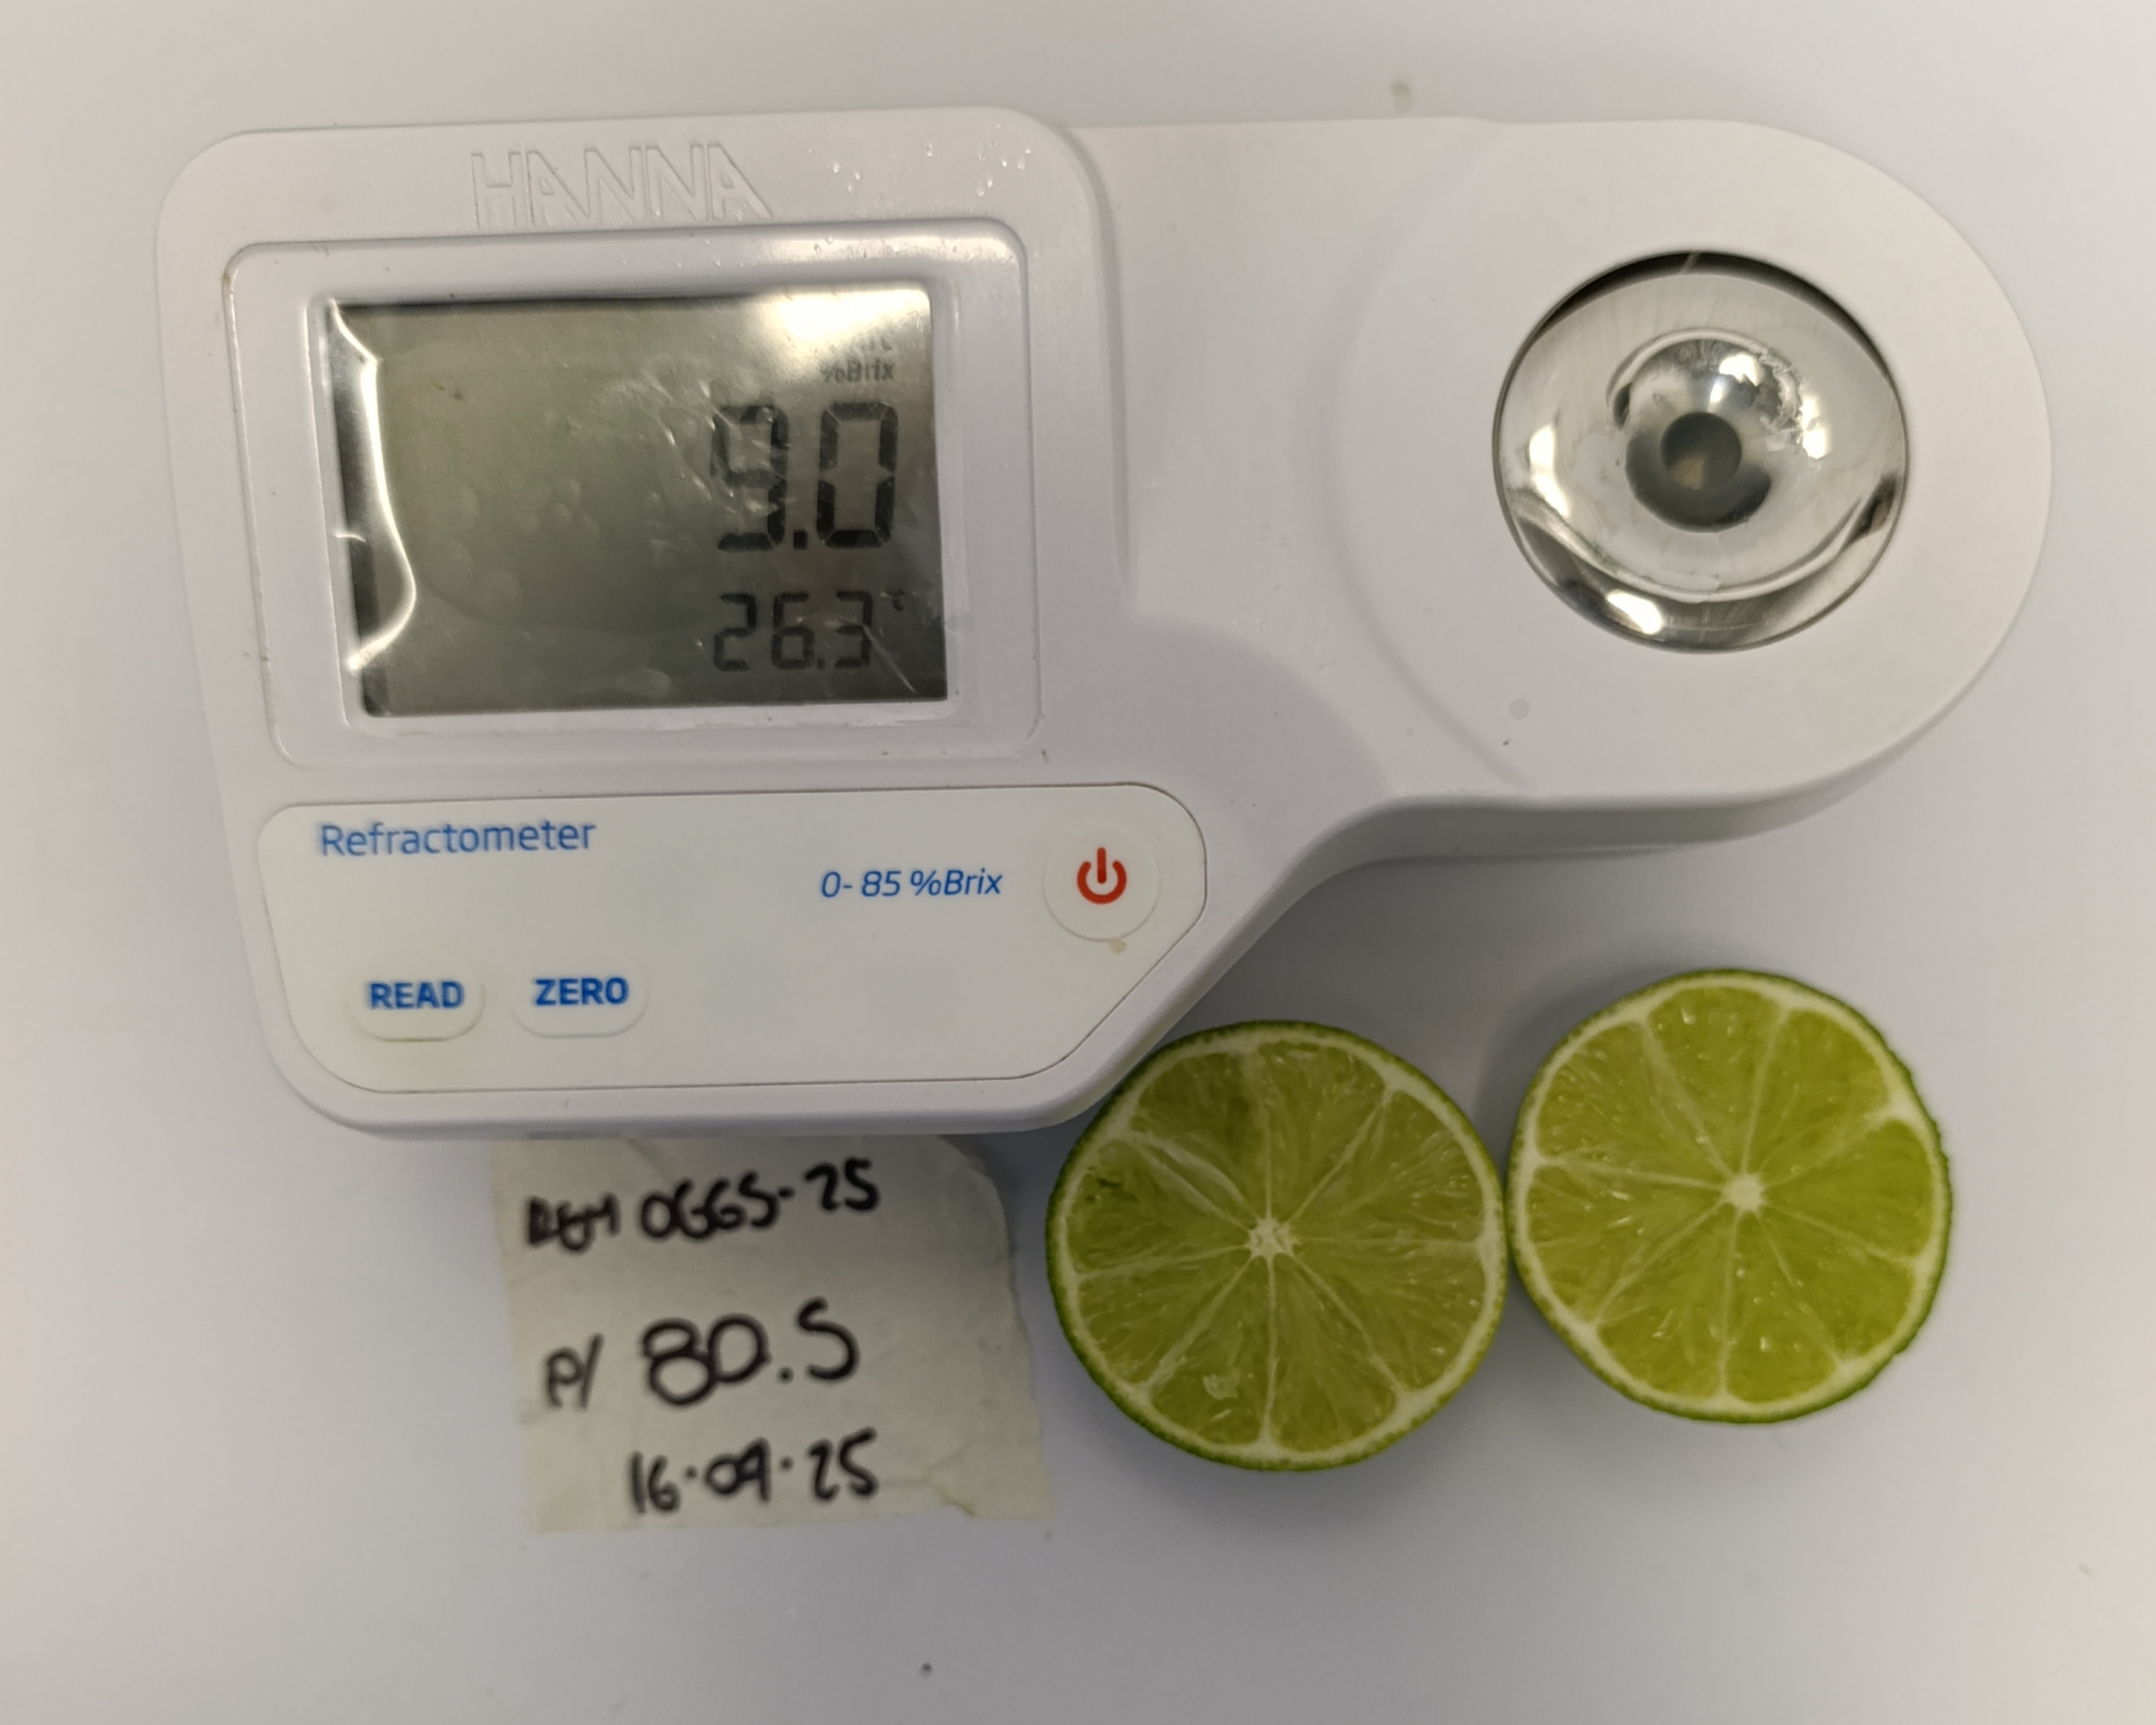 HANNA
%Brix
9.0
26.3°C
Refractometer
0-85 %Brix
READ ZERO
0665-25
P/ 80.5
16.09.25